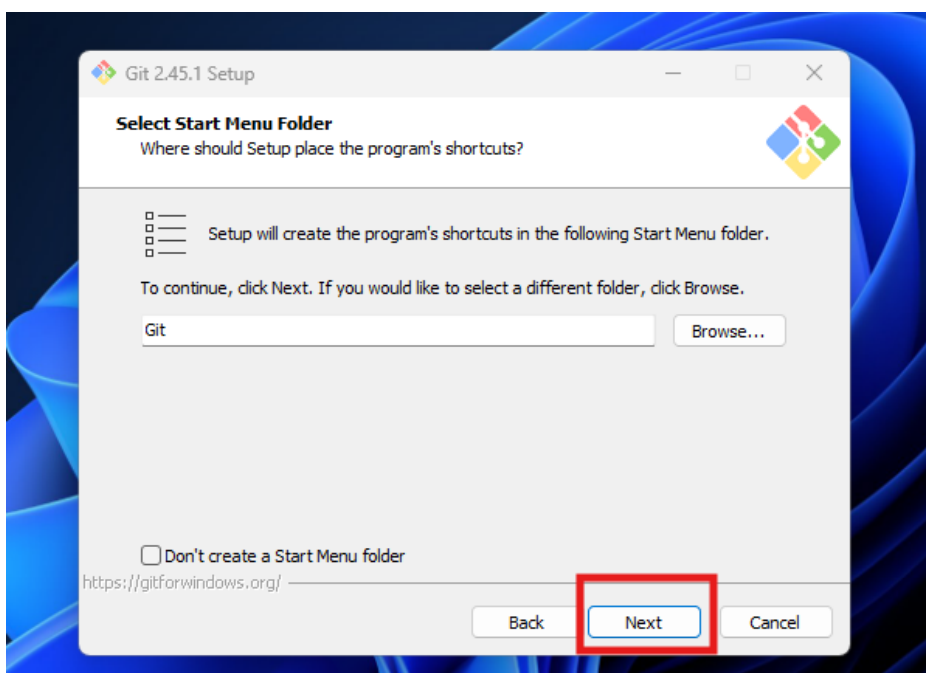 Git 2.45.1 Setup
Select Start Menu Folder
Where should Setup place the program's shortcuts?
Setup will create the program's shortcuts in the following Start Menu folder.
To continue, click Next. If you would like to select a different folder, click Browse.
Git
Browse...
Don't create a Start Menu folder
https://gitforwindows.org/
Back
Next
Cancel